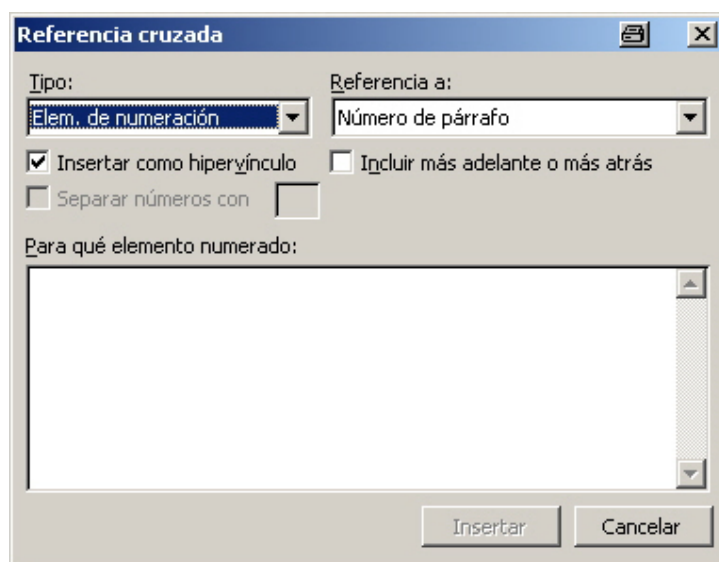 Referencia cruzada
Tipo:
Referencia a:
Elem. de numeración
Número de párrafo
Insertar como hipervínculo
Incluir más adelante o más atrás
Separar números con
Para qué elemento numerado:
Insertar
Cancelar